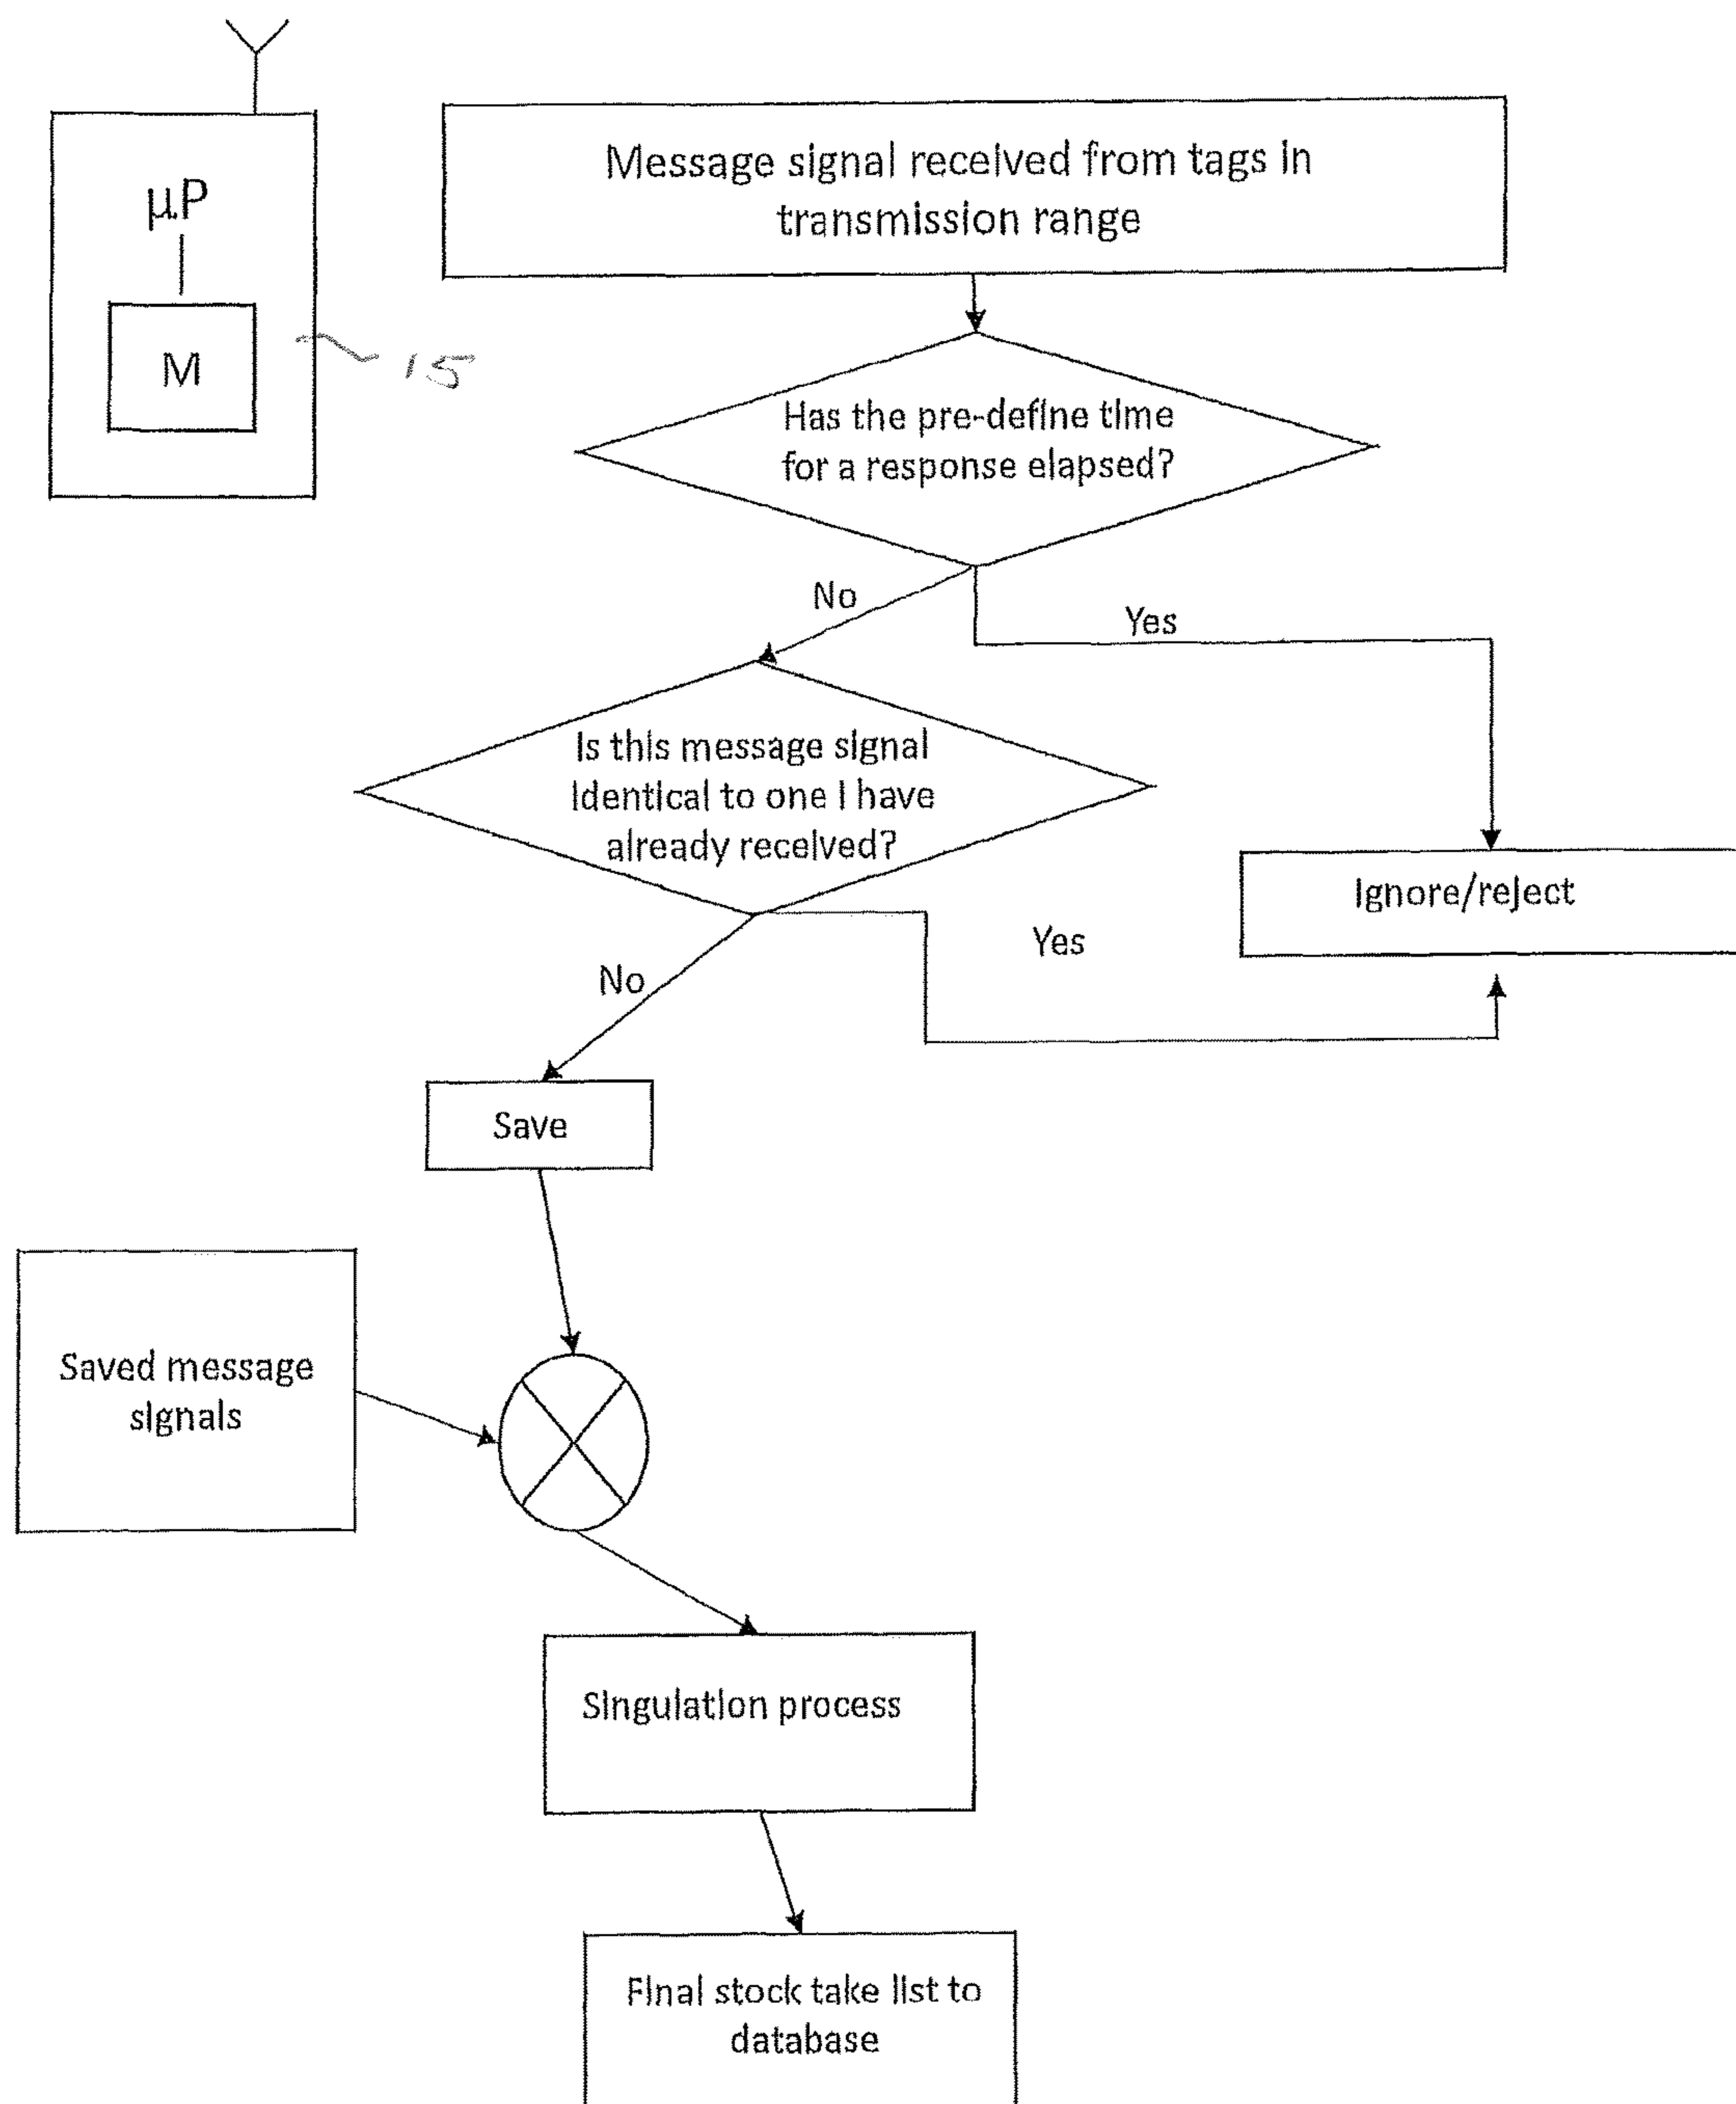 µP
M
15
Message signal received from tags in
transmission range
Has the pre-define time
for a response elapsed?
No
Yes
Is this message signal
identical to one I have
already received?
Ignore/reject
Yes
No
Save
Saved message
signals
Singulation process
Final stock take list to
database